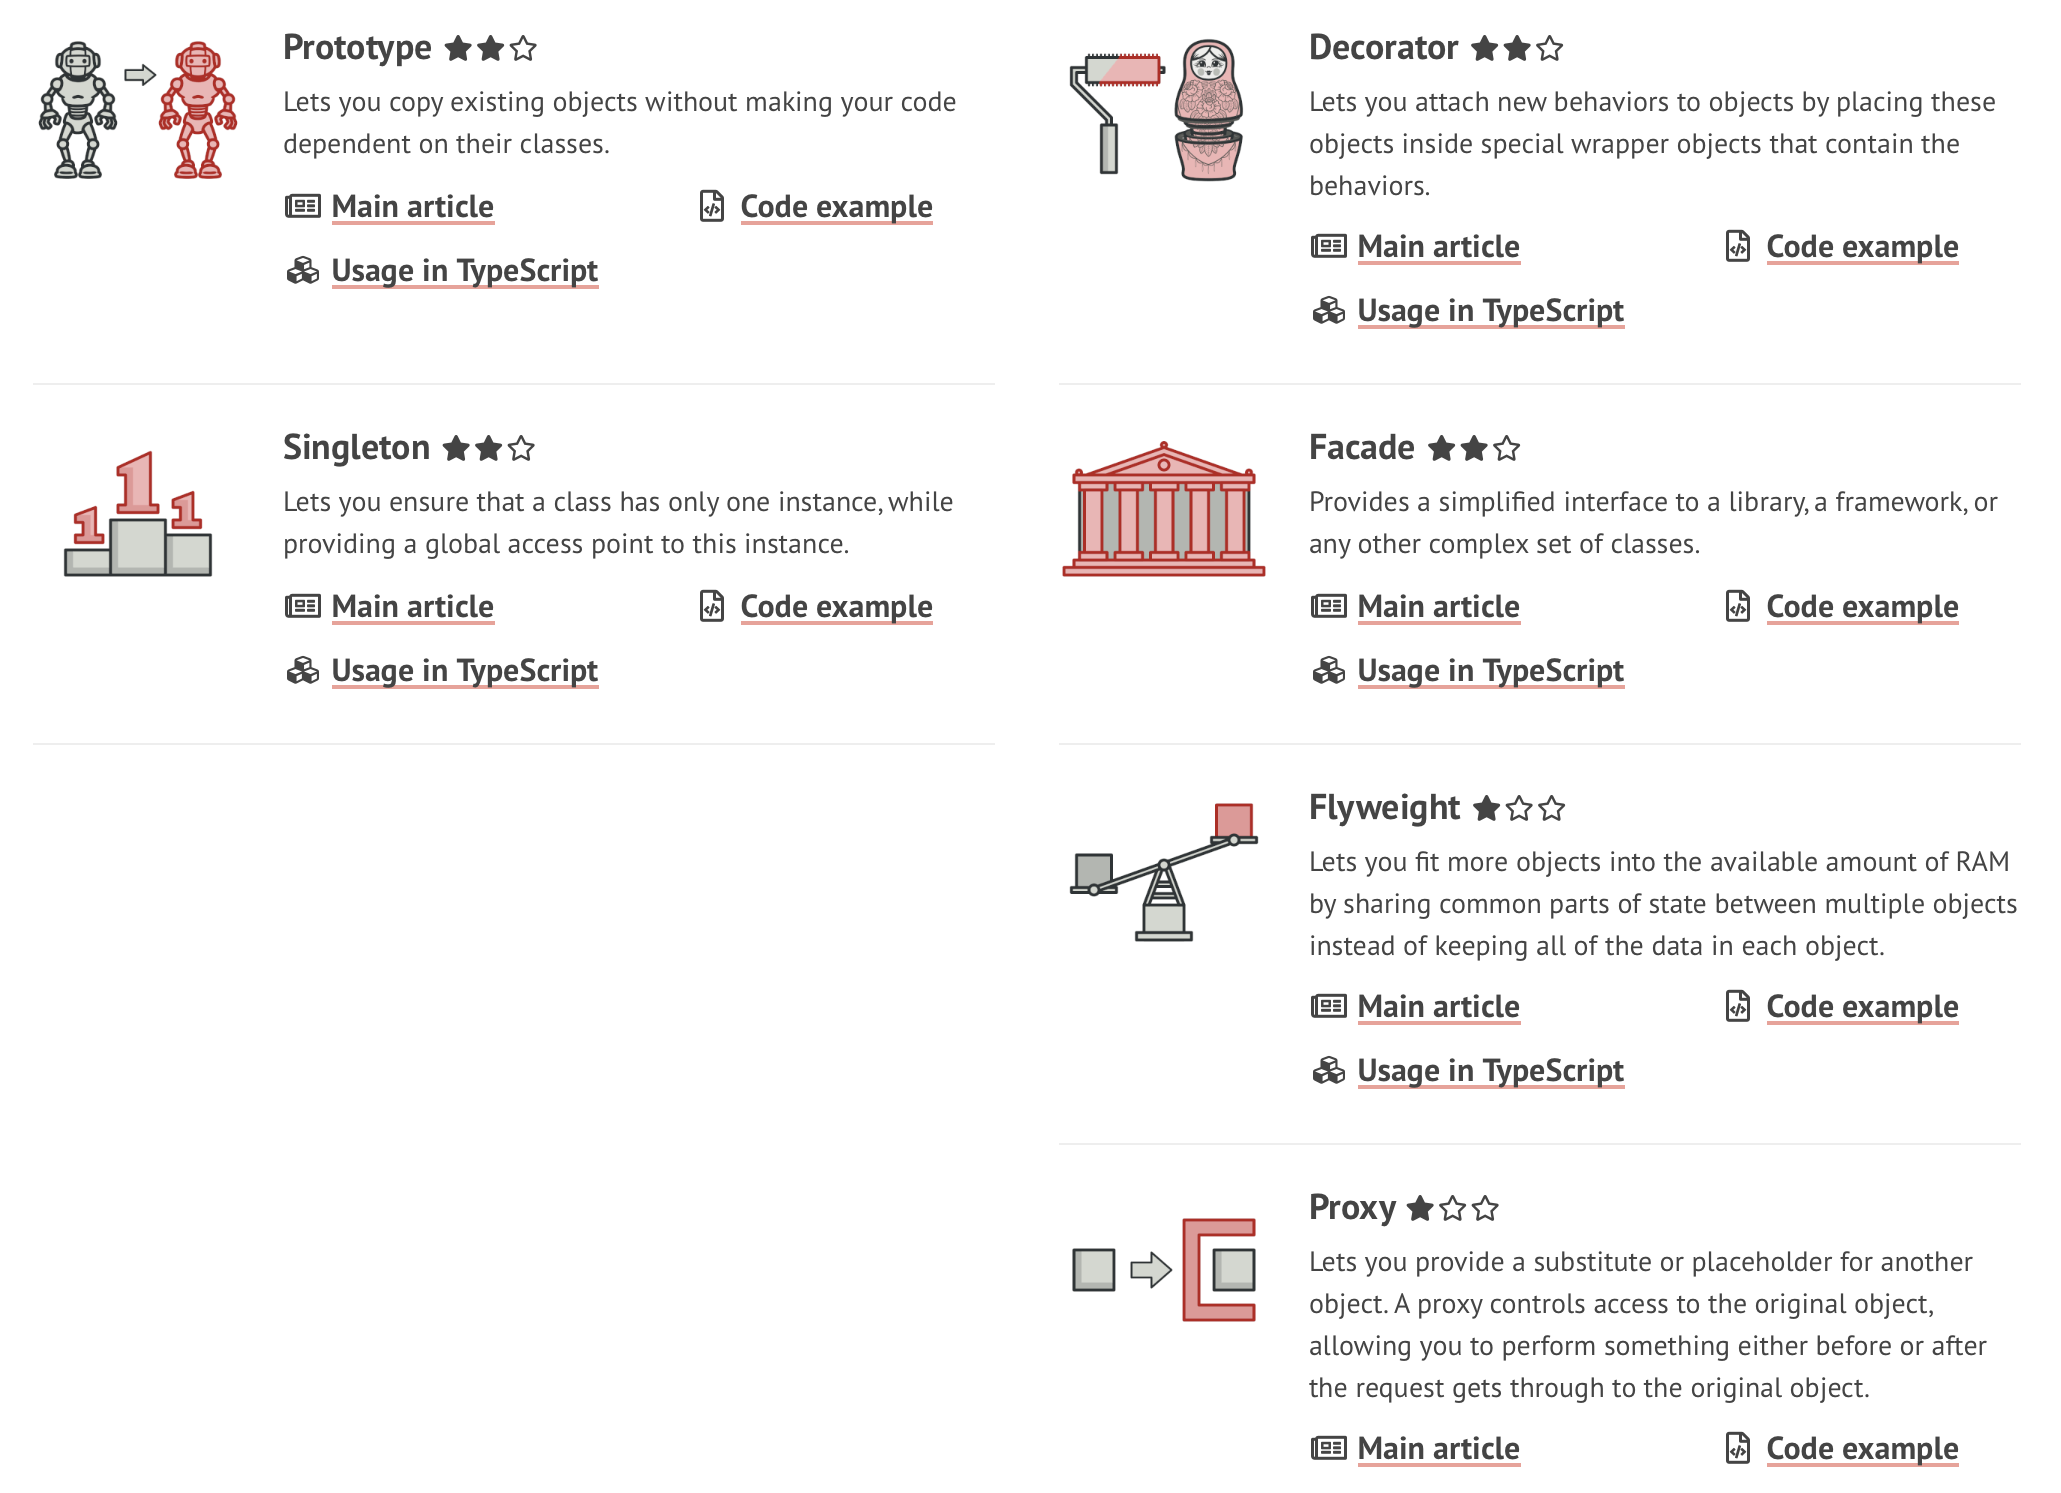 Prototype
Lets you copy existing objects without making your code
dependent on their classes.
Main article
Code example
Usage in TypeScript
1
1
1
Singleton
Lets you ensure that a class has only one instance, while
providing a global access point to this instance.
Main article
Code example
Usage in TypeScript
Decorator
Lets you attach new behaviors to objects by placing these
objects inside special wrapper objects that contain the
behaviors.
Main article
Code example
Usage in TypeScript
Facade
Provides a simplified interface to a library, a framework, or
any other complex set of classes.
Main article
Code example
Usage in TypeScript
Flyweight
Lets you fit more objects into the available amount of RAM
by sharing common parts of state between multiple objects
instead of keeping all of the data in each object.
Main article
Code example
Usage in TypeScript
Proxy
Lets you provide a substitute or placeholder for another
object. A proxy controls access to the original object,
allowing you to perform something either before or after
the request gets through to the original object.
Main article
Code example